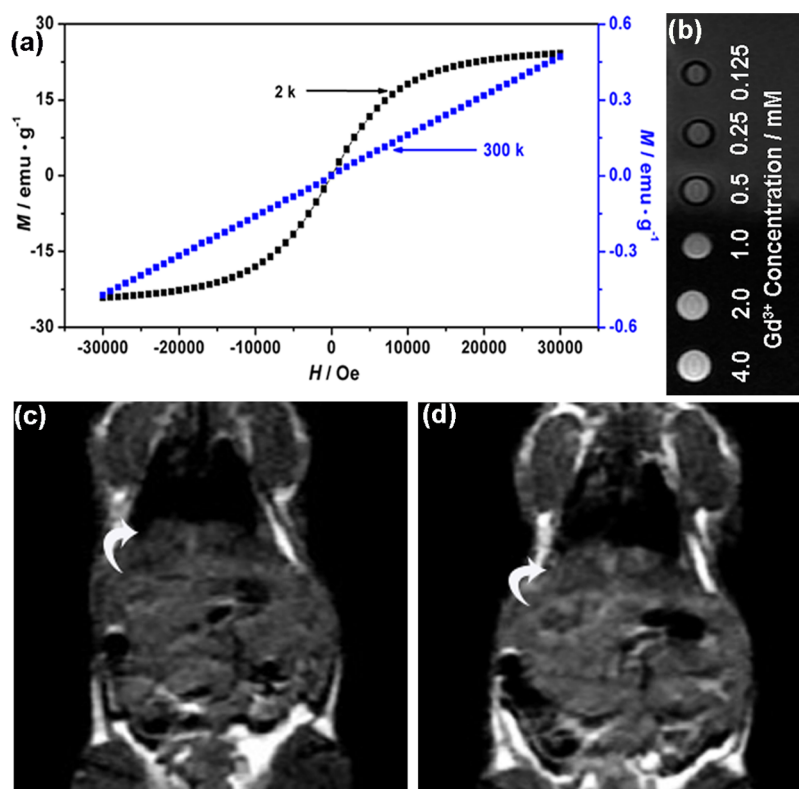 (a)
30
15
0
-15
-30
M / emu · g-1
2 k
300 k
0.6
0.3
0.0
-0.3
-0.6
M / emu · g-1
-30000 -20000 -10000 0 10000 20000 30000
H / Oe
(b)
0.125
0.25
0.5
1.0
2.0
4.0
Gd3+ Concentration / mM
(c)
(d)